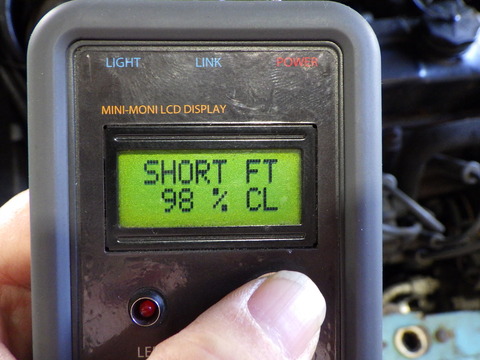 LIGHT LINK POWER
MINI-MONI LCD DISPLAY
SHORT FT
98 % CL